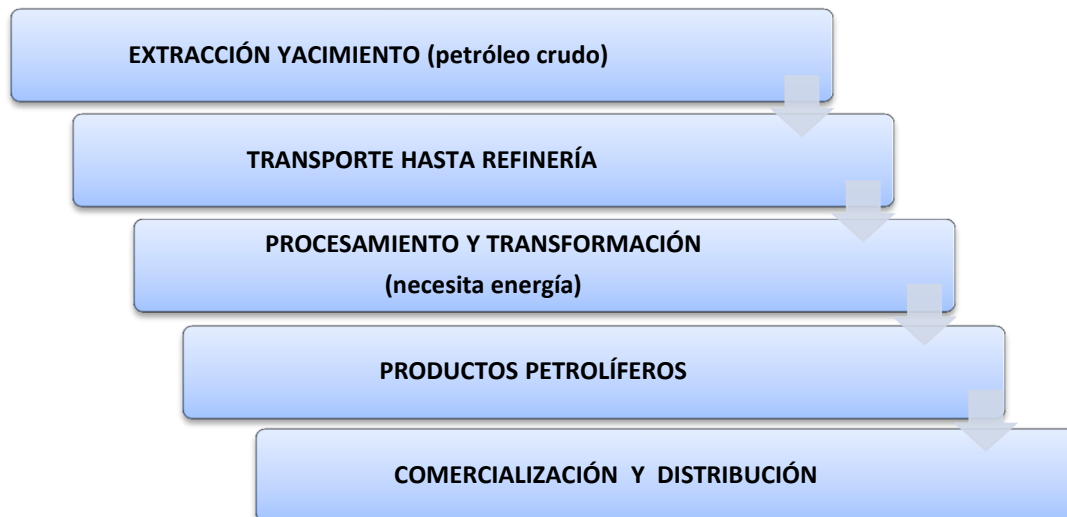 EXTRACCIÓN YACIMIENTO (petróleo crudo)
TRANSPORTE HASTA REFINERÍA
PROCESAMIENTO Y TRANSFORMACIÓN
(necesita energía)
PRODUCTOS PETROLÍFEROS
COMERCIALIZACIÓN Y DISTRIBUCIÓN